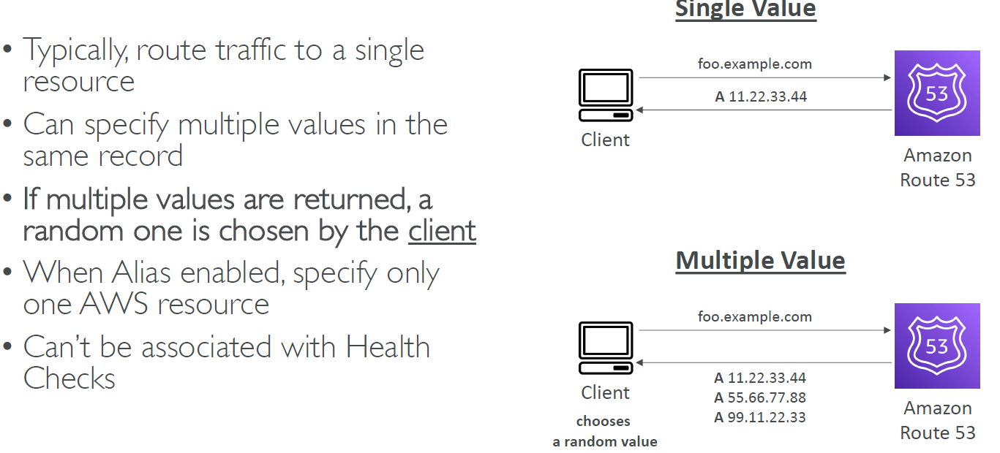 • Typically, route traffic to a single
resource
• Can specify multiple values in the
same record
• If multiple values are returned, a
random one is chosen by the client
• When Alias enabled, specify only
one AWS resource
• Can’t be associated with Health
Checks
Single Value
foo.example.com
A 11.22.33.44
Client
53
Amazon
Route 53
Multiple Value
foo.example.com
A 11.22.33.44
A 55.66.77.88
A 99.11.22.33
Client
chooses
a random value
53
Amazon
Route 53